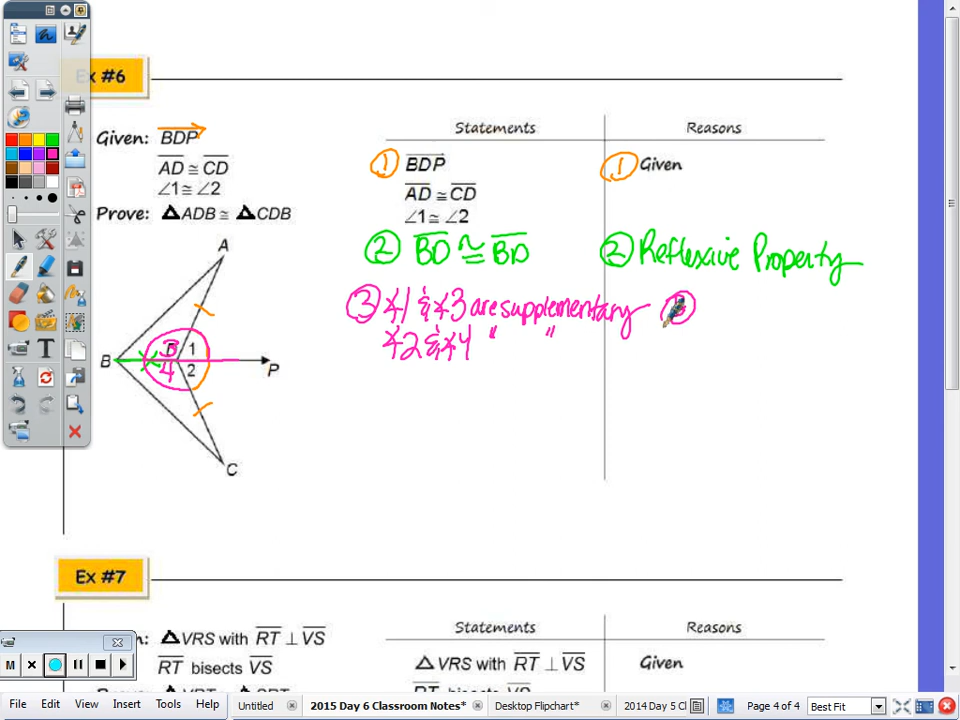 Ex #6
Given: BDP
AD ≅ CD
∠1 ≅ ∠2
Prove: △ADB ≅ △CDB
A
B
3
4
1
2
P
C
Statements
Reasons
① BDP
① Given
AD ≅ CD
∠1 ≅ ∠2
② BD ≅ BD
② Reflexive Property
③ ∡1 & ∡3 are supplementary
③
∡2 & ∡4 " "
Ex #7
△VRS with RT ⊥ VS
RT bisects VS
Statements
Reasons
△VRS with RT ⊥ VS
Given
M
File Edit View Insert Tools Help
Untitled
2015 Day 6 Classroom Notes*
Desktop Flipchart*
2014 Day 5 Cl
Page 4 of 4
Best Fit